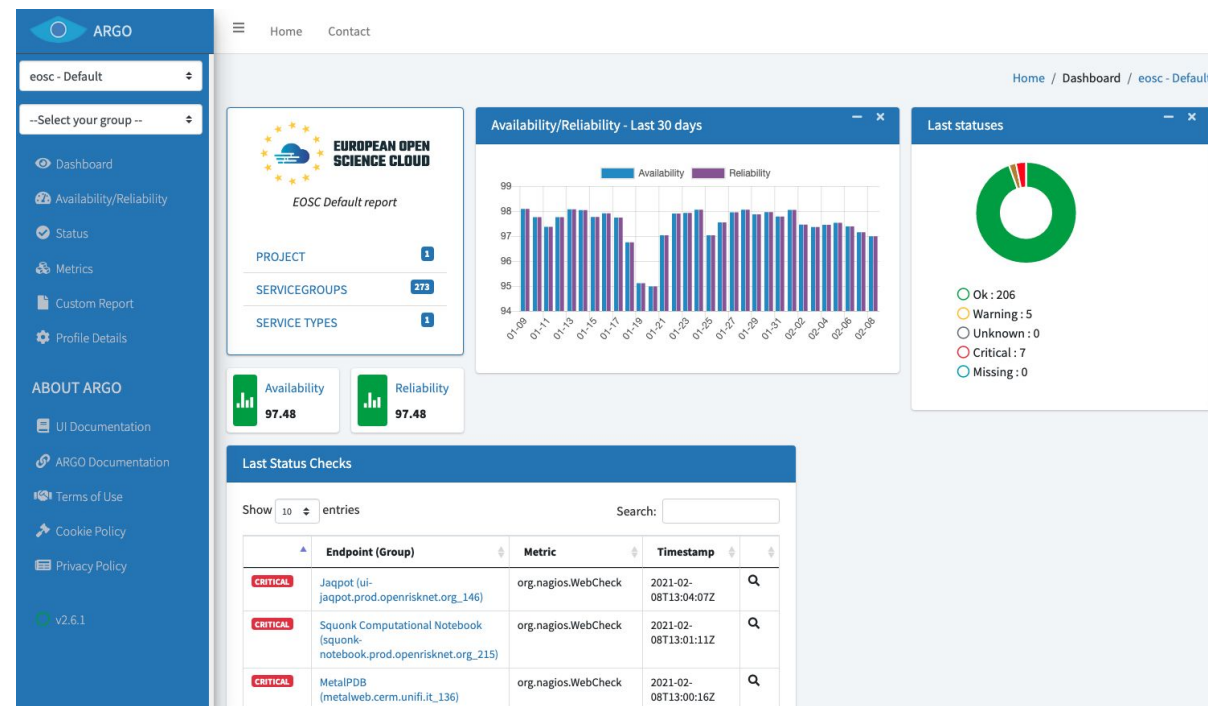 ARGO
Home
Contact
eosc - Default
--Select your group --
Dashboard
Availability/Reliability
Status
Metrics
Custom Report
Profile Details
ABOUT ARGO
UI Documentation
ARGO Documentation
Terms of Use
Cookie Policy
Privacy Policy
v2.6.1
Home / Dashboard / eosc - Default
EUROPEAN OPEN
SCIENCE CLOUD
EOSC Default report
PROJECT 1
SERVICEGROUPS 273
SERVICE TYPES 1
Availability
97.48
Reliability
97.48
Availability/Reliability - Last 30 days
Availability Reliability
99
98
97
96
95
94
01-09 01-11 01-13 01-15 01-17 01-19 01-21 01-23 01-25 01-27 01-29 01-31 02-02 02-04 02-06 02-08
Last statuses
Ok : 206
Warning : 5
Unknown : 0
Critical : 7
Missing : 0
Last Status Checks
Show 10 entries
Search:
Endpoint (Group) Metric Timestamp
CRITICAL Jaqpot (ui- org.nagios.WebCheck 2021-02-
jaqpot.prod.openrisknet.org_146) 08T13:04:07Z
CRITICAL Squonk Computational Notebook org.nagios.WebCheck 2021-02-
(squonk- 08T13:01:11Z
notebook.prod.openrisknet.org_215)
CRITICAL MetalPDB org.nagios.WebCheck 2021-02-
(metalweb.cerm.unifi.it_136) 08T13:00:16Z